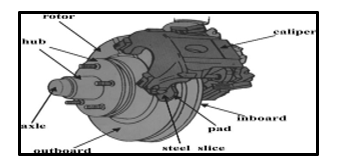 rotor
hub
caliper
axle
inboard
pad
outboard
steel slice